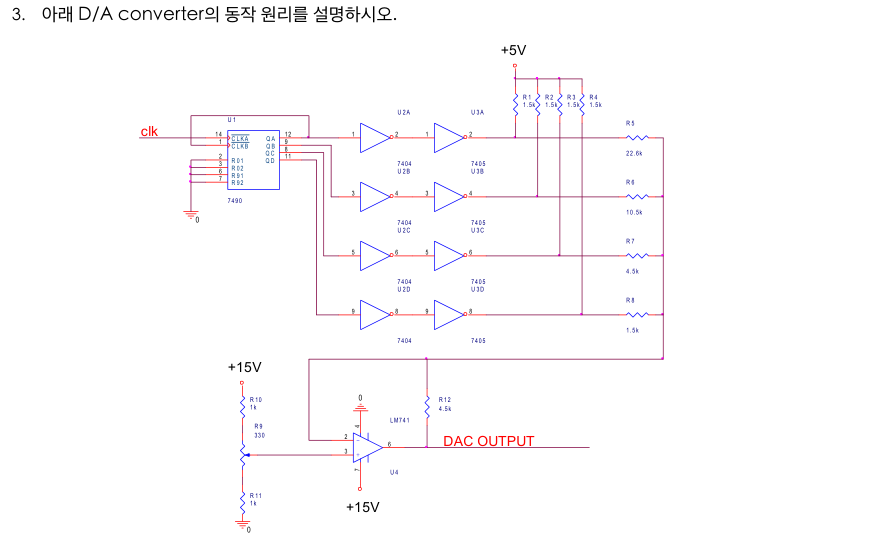 3. 아래 D/A converter의 동작 원리를 설명하시오.
+5V
R1 R2 R3 R4
1.5k 1.5k 1.5k 1.5k
U1
clk
14 CLKA QA 12
1 CLKB QB 9
QC 8
QD 11
2 R01
3 R02
6 R91
7 R92
7490
0
U2A U3A
1 2 1 2
7404 7405
U2B U3B
3 4 3 4
7404 7405
U2C U3C
5 6 5 6
7404 7405
U2D U3D
9 8 9 8
7404 7405
R5
22.6k
R6
10.5k
R7
4.5k
R8
1.5k
+15V
R10
1k
R9
330
R11
1k
0
0
4
LM741
2
3
6
7
U4
+15V
R12
4.5k
DAC OUTPUT